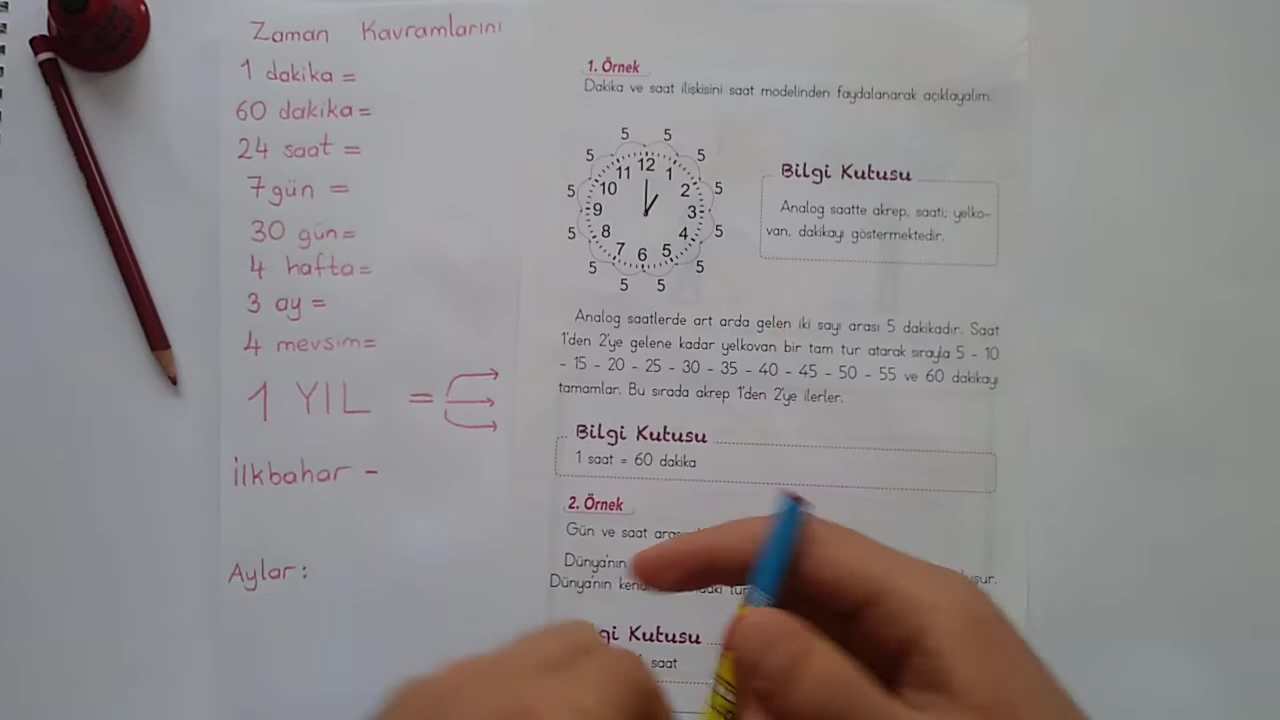 Zaman Kavramlarını
1 dakika =
60 dakika =
24 saat =
7 gün =
30 gün =
4 hafta =
3 ay =
4 mevsim =
1 YIL =
İlkbahar -
Aylar :
1. Örnek
Dakika ve saat ilişkisini saat modelinden faydalanarak açıklayalım.
5 5
5 5
5 5
5 5
5 5
5 5
12
11 1
10 2
9 3
8 4
7 5
6
Bilgi Kutusu
Analog saatte akrep, saati; yelko-
van, dakikayı göstermektedir.
Analog saatlerde art arda gelen iki sayı arası 5 dakikadır. Saat
1'den 2'ye gelene kadar yelkovan bir tam tur atarak sırayla 5 - 10
- 15 - 20 - 25 - 30 - 35 - 40 - 45 - 50 - 55 ve 60 dakikayı
tamamlar. Bu sırada akrep 1'den 2'ye ilerler.
Bilgi Kutusu
1 saat = 60 dakika
2. Örnek
Gün ve saat
Dünya'nın
Dünya'nın
Kutusu
saat